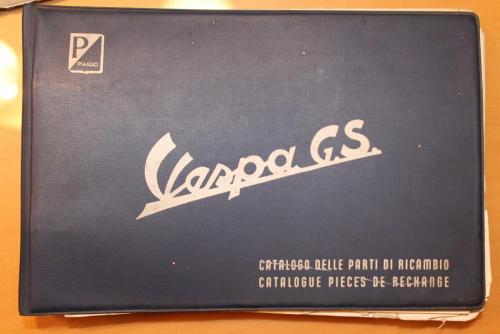 P
PIAGGIO
Vespa G.S.
CATALOGO DELLE PARTI DI RICAMBIO
CATALOGUE PIECES DE RECHANGE